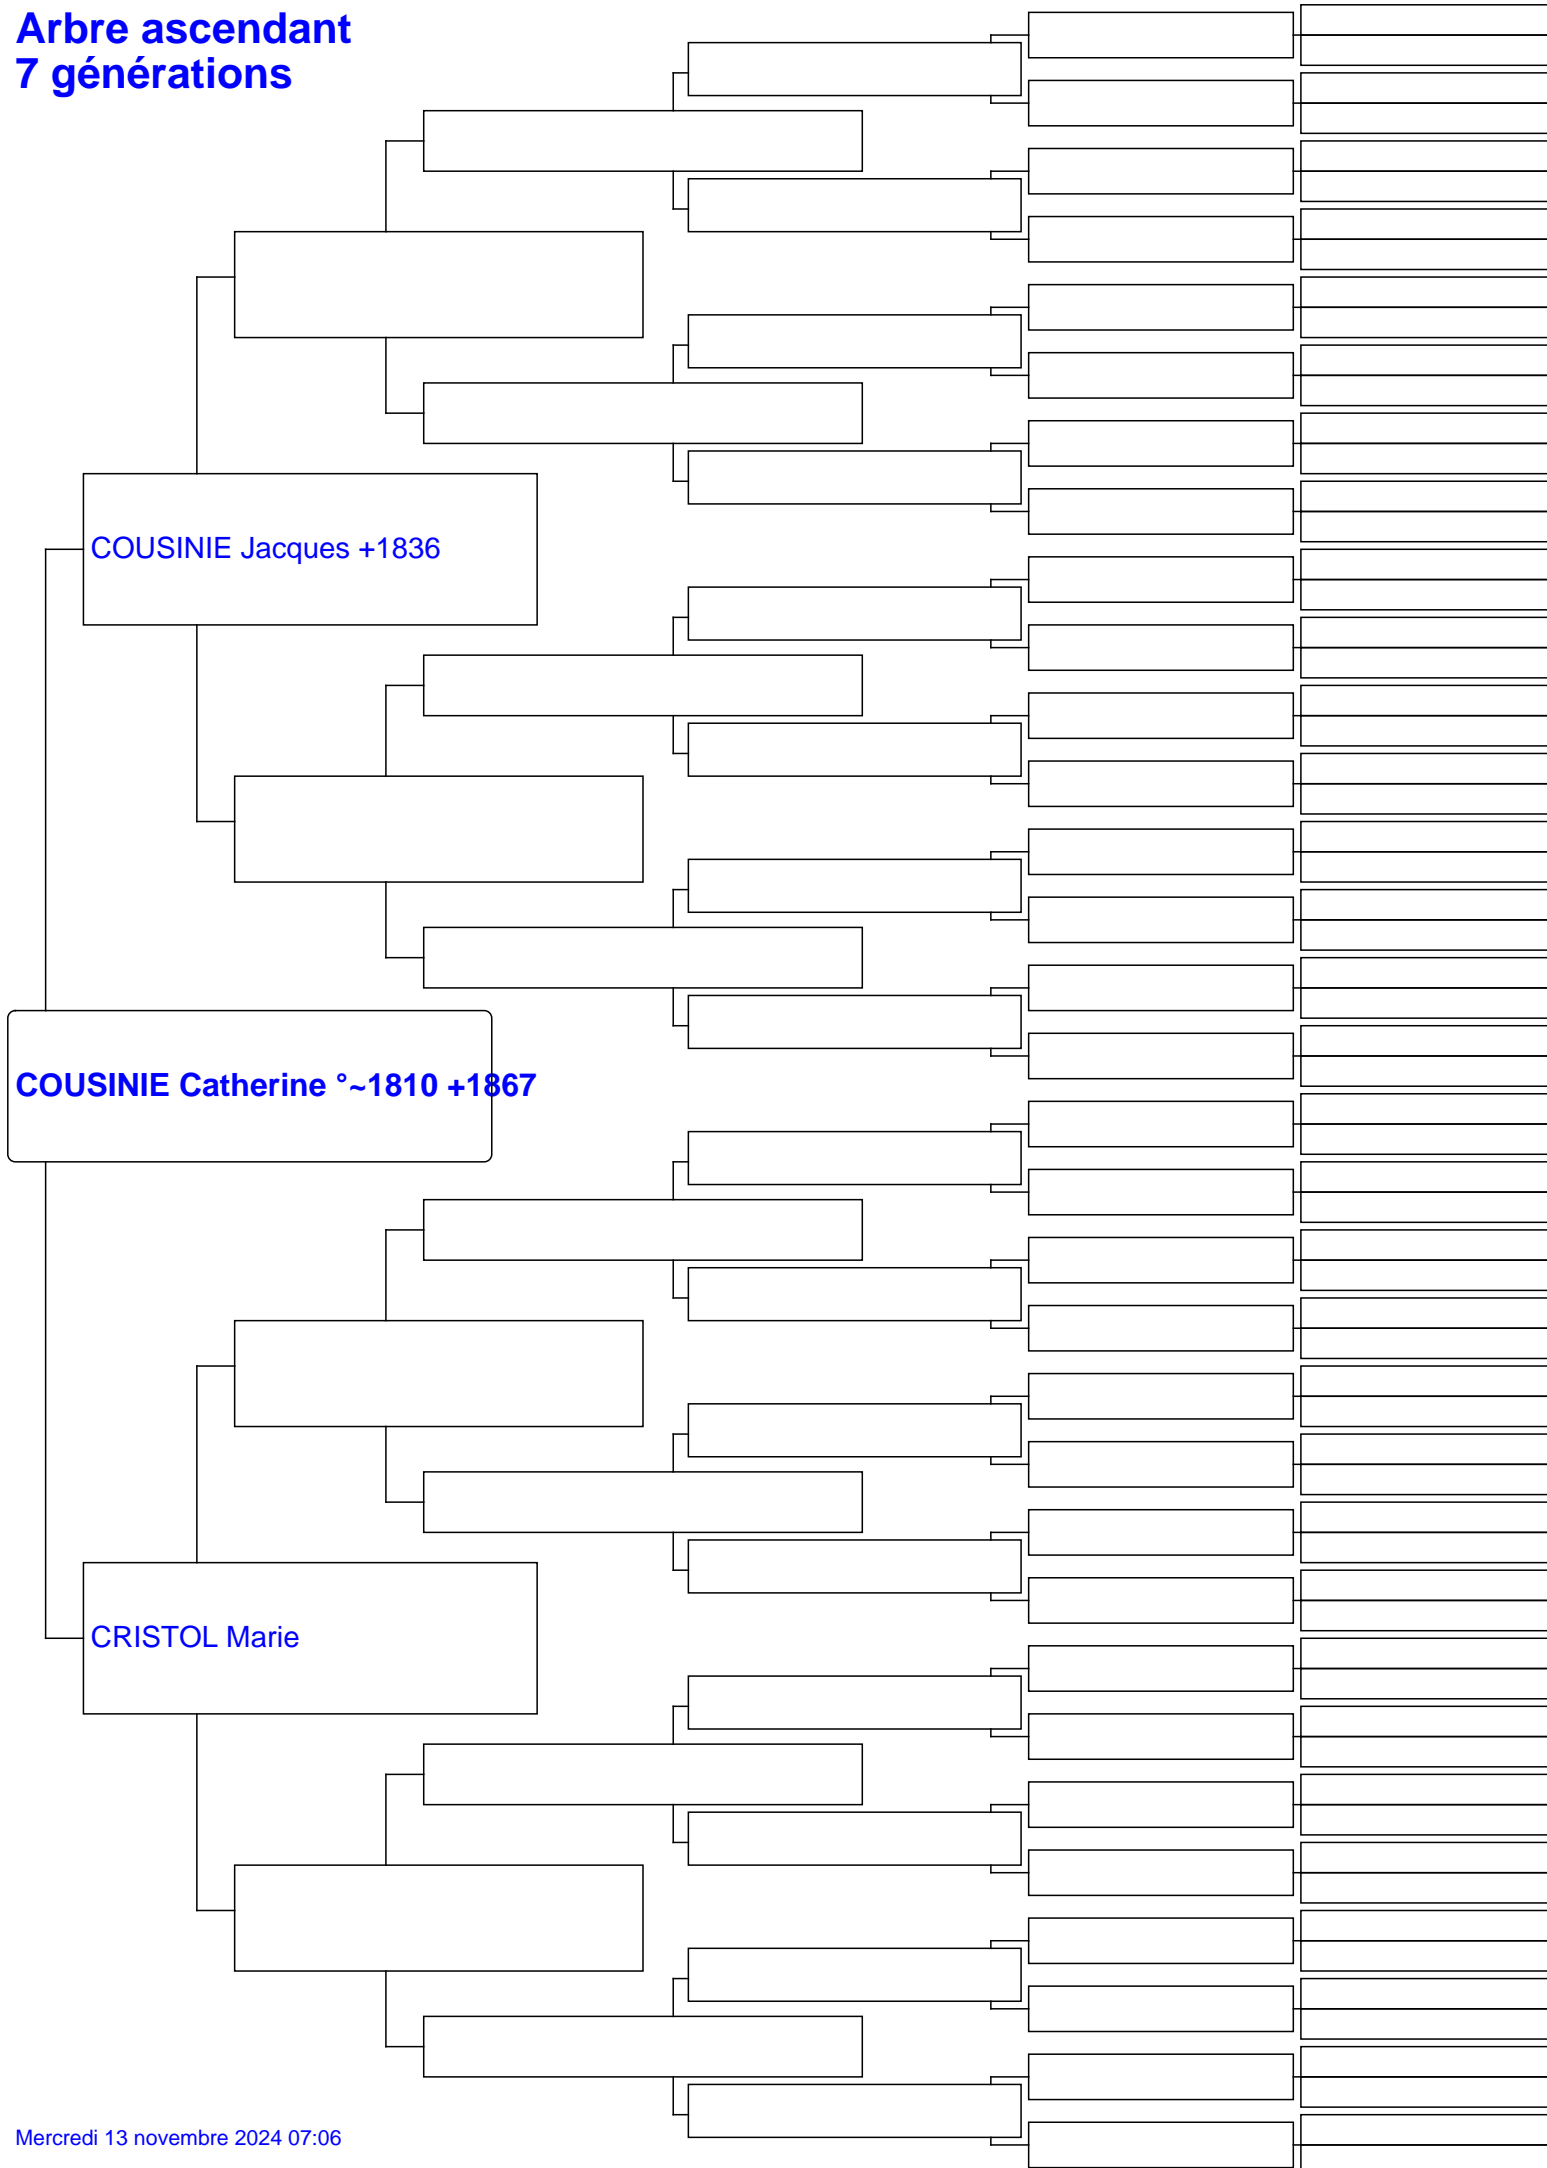 Arbre ascendant
7 générations
COUSINIE Jacques +1836
COUSINIE Catherine °~1810 +1867
CRISTOL Marie
Mercredi 13 novembre 2024 07:06